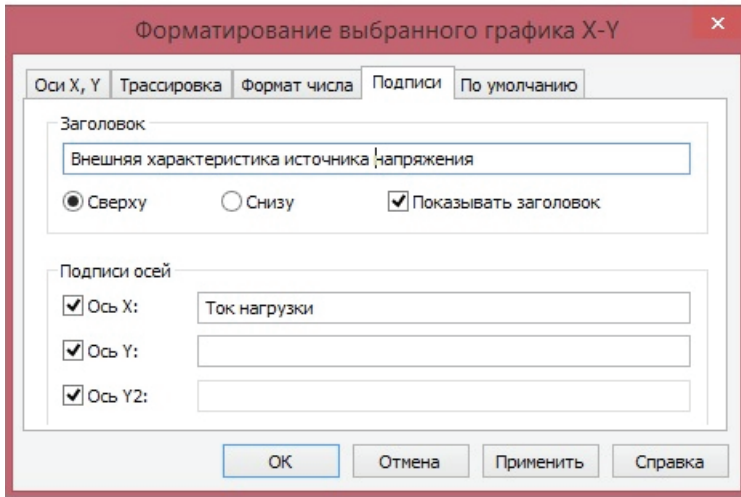 Форматирование выбранного графика X-Y
Оси X, Y Трассировка Формат числа Подписи По умолчанию
Заголовок
Внешняя характеристика источника напряжения
Сверху Снизу Показывать заголовок
Подписи осей
Ось X: Ток нагрузки
Ось Y:
Ось Y2:
ОК Отмена Применить Справка